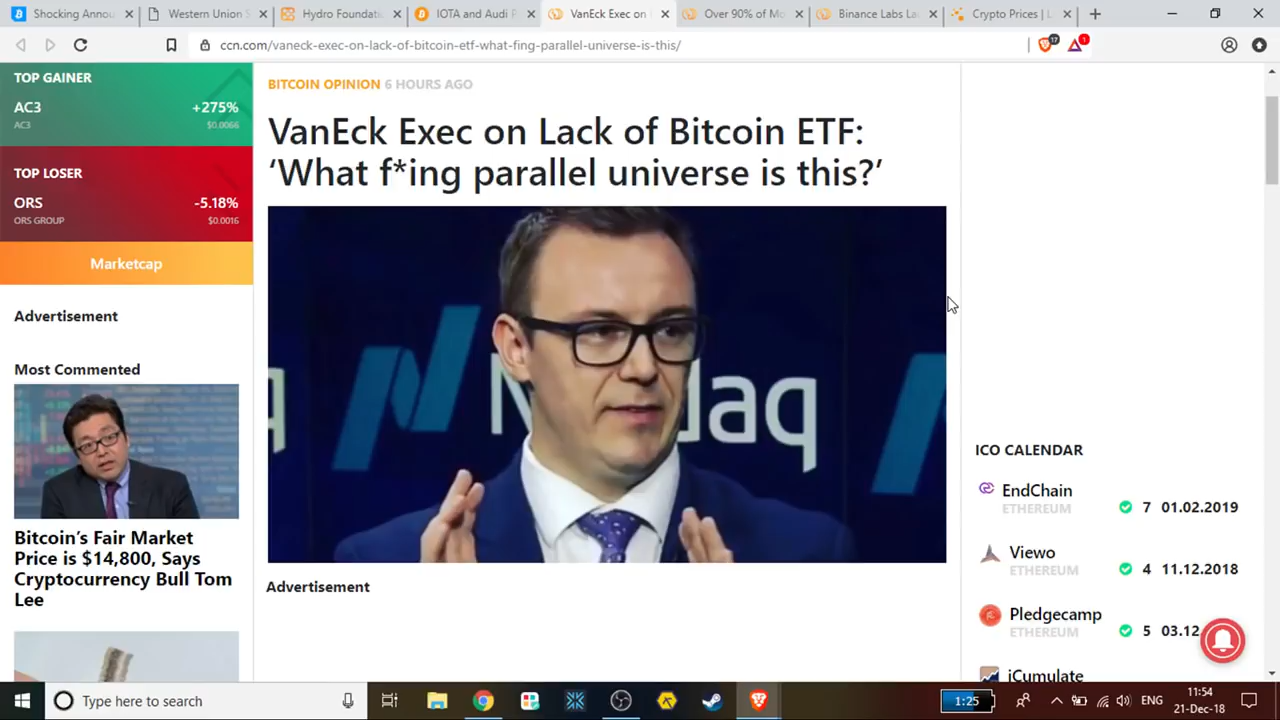 Shocking Annou
Western Union S
Hydro Foundatio
IOTA and Audi P
VanEck Exec on
Over 90% of Mo
Binance Labs La
Crypto Prices | L
ccn.com/vaneck-exec-on-lack-of-bitcoin-etf-what-fing-parallel-universe-is-this/
17
1
TOP GAINER
AC3 +275%
AC3 $0.0066
TOP LOSER
ORS -5.18%
ORS GROUP $0.0016
Marketcap
Advertisement
Most Commented
Bitcoin’s Fair Market
Price is $14,800, Says
Cryptocurrency Bull Tom
Lee
BITCOIN OPINION 6 HOURS AGO
VanEck Exec on Lack of Bitcoin ETF:
‘What f*ing parallel universe is this?’
Advertisement
ICO CALENDAR
EndChain
ETHEREUM
7 01.02.2019
Viewo
ETHEREUM
4 11.12.2018
Pledgecamp
ETHEREUM
5 03.12
iCumulate
Type here to search
1:25
ENG
11:54
21-Dec-18